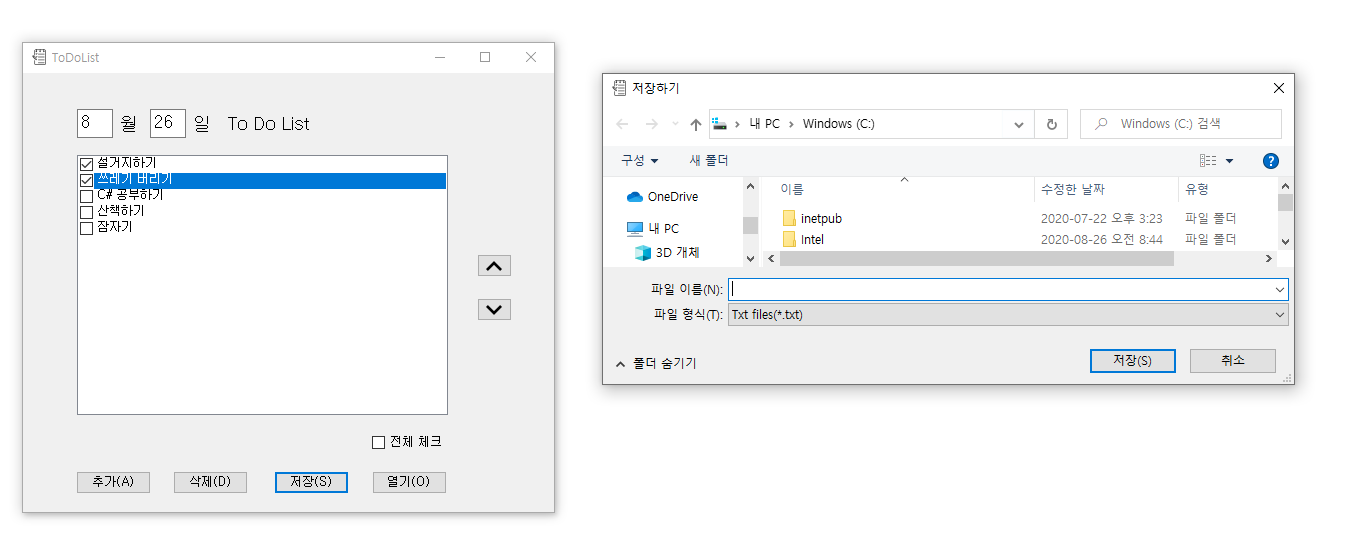 ToDoList
8 월 26 일 To Do List
설거지하기
쓰레기 버리기
C# 공부하기
산책하기
잠자기
전체 체크
추가(A) 삭제(D) 저장(S) 열기(O)
저장하기
내 PC > Windows (C:)
Windows (C:) 검색
구성 새 폴더
OneDrive
내 PC
3D 개체
이름 수정한 날짜 유형
inetpub 2020-07-22 오후 3:23 파일 폴더
Intel 2020-08-26 오전 8:44 파일 폴더
파일 이름(N):
파일 형식(T): Txt files(*.txt)
폴더 숨기기 저장(S) 취소